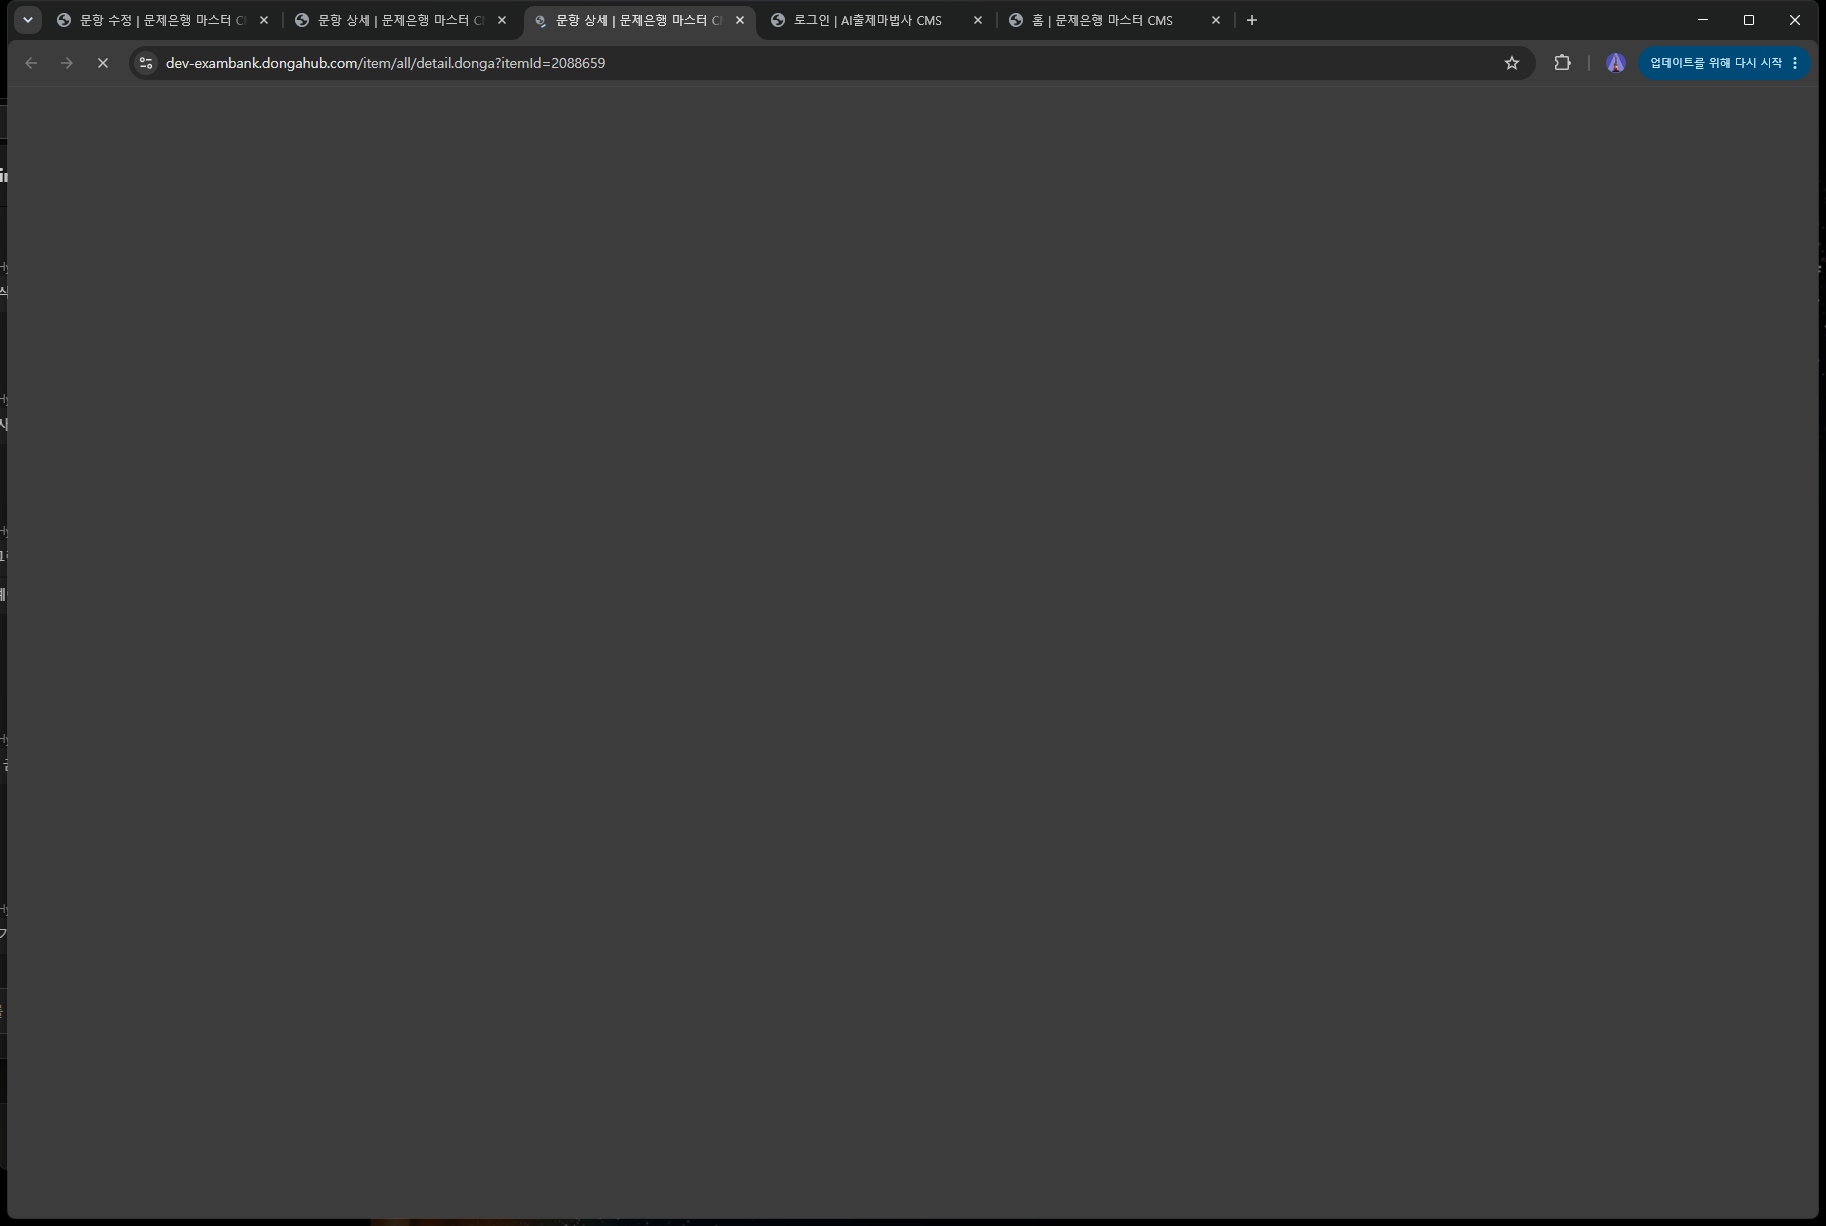 문항 수정 | 문제은행 마스터 C
문항 상세 | 문제은행 마스터 C
문항 상세 | 문제은행 마스터 C
로그인 | AI출제마법사 CMS
홈 | 문제은행 마스터 CMS
dev-exambank.dongahub.com/item/all/detail.donga?itemId=2088659
업데이트를 위해 다시 시작